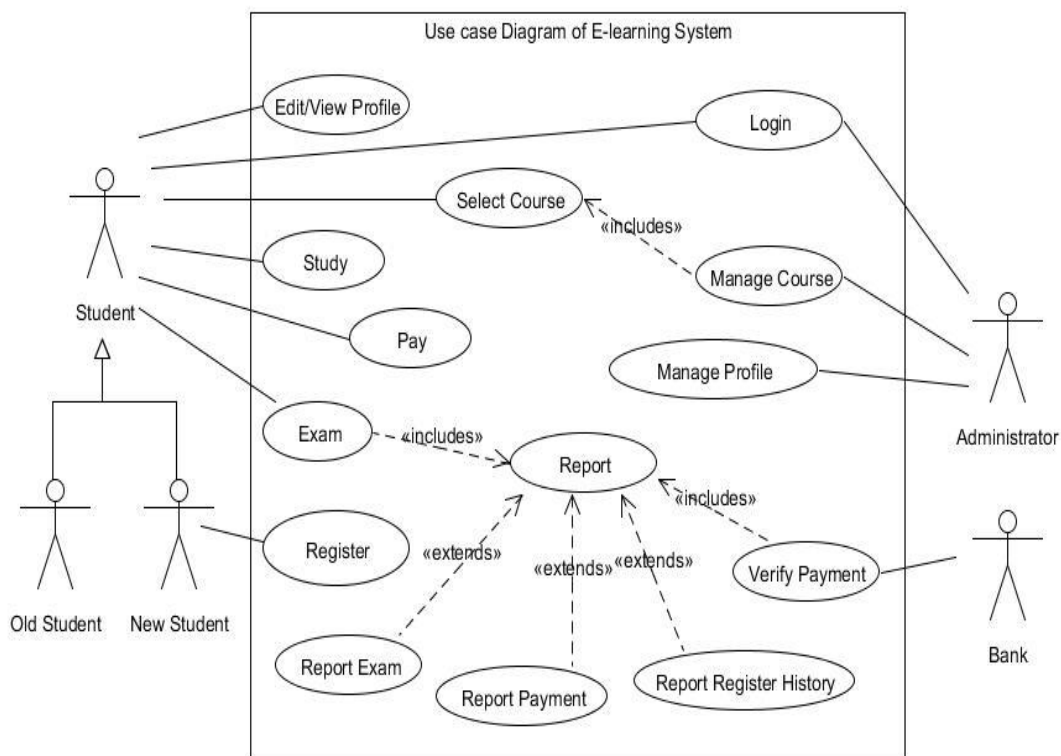 Use case Diagram of E-learning System
Edit/View Profile
Login
Select Course
«includes»
Study
Manage Course
Student
Pay
Manage Profile
Administrator
Exam
«includes»
Report
«includes»
Register
«extends»
«extends»
«extends»
Verify Payment
Old Student
New Student
Bank
Report Exam
Report Payment
Report Register History